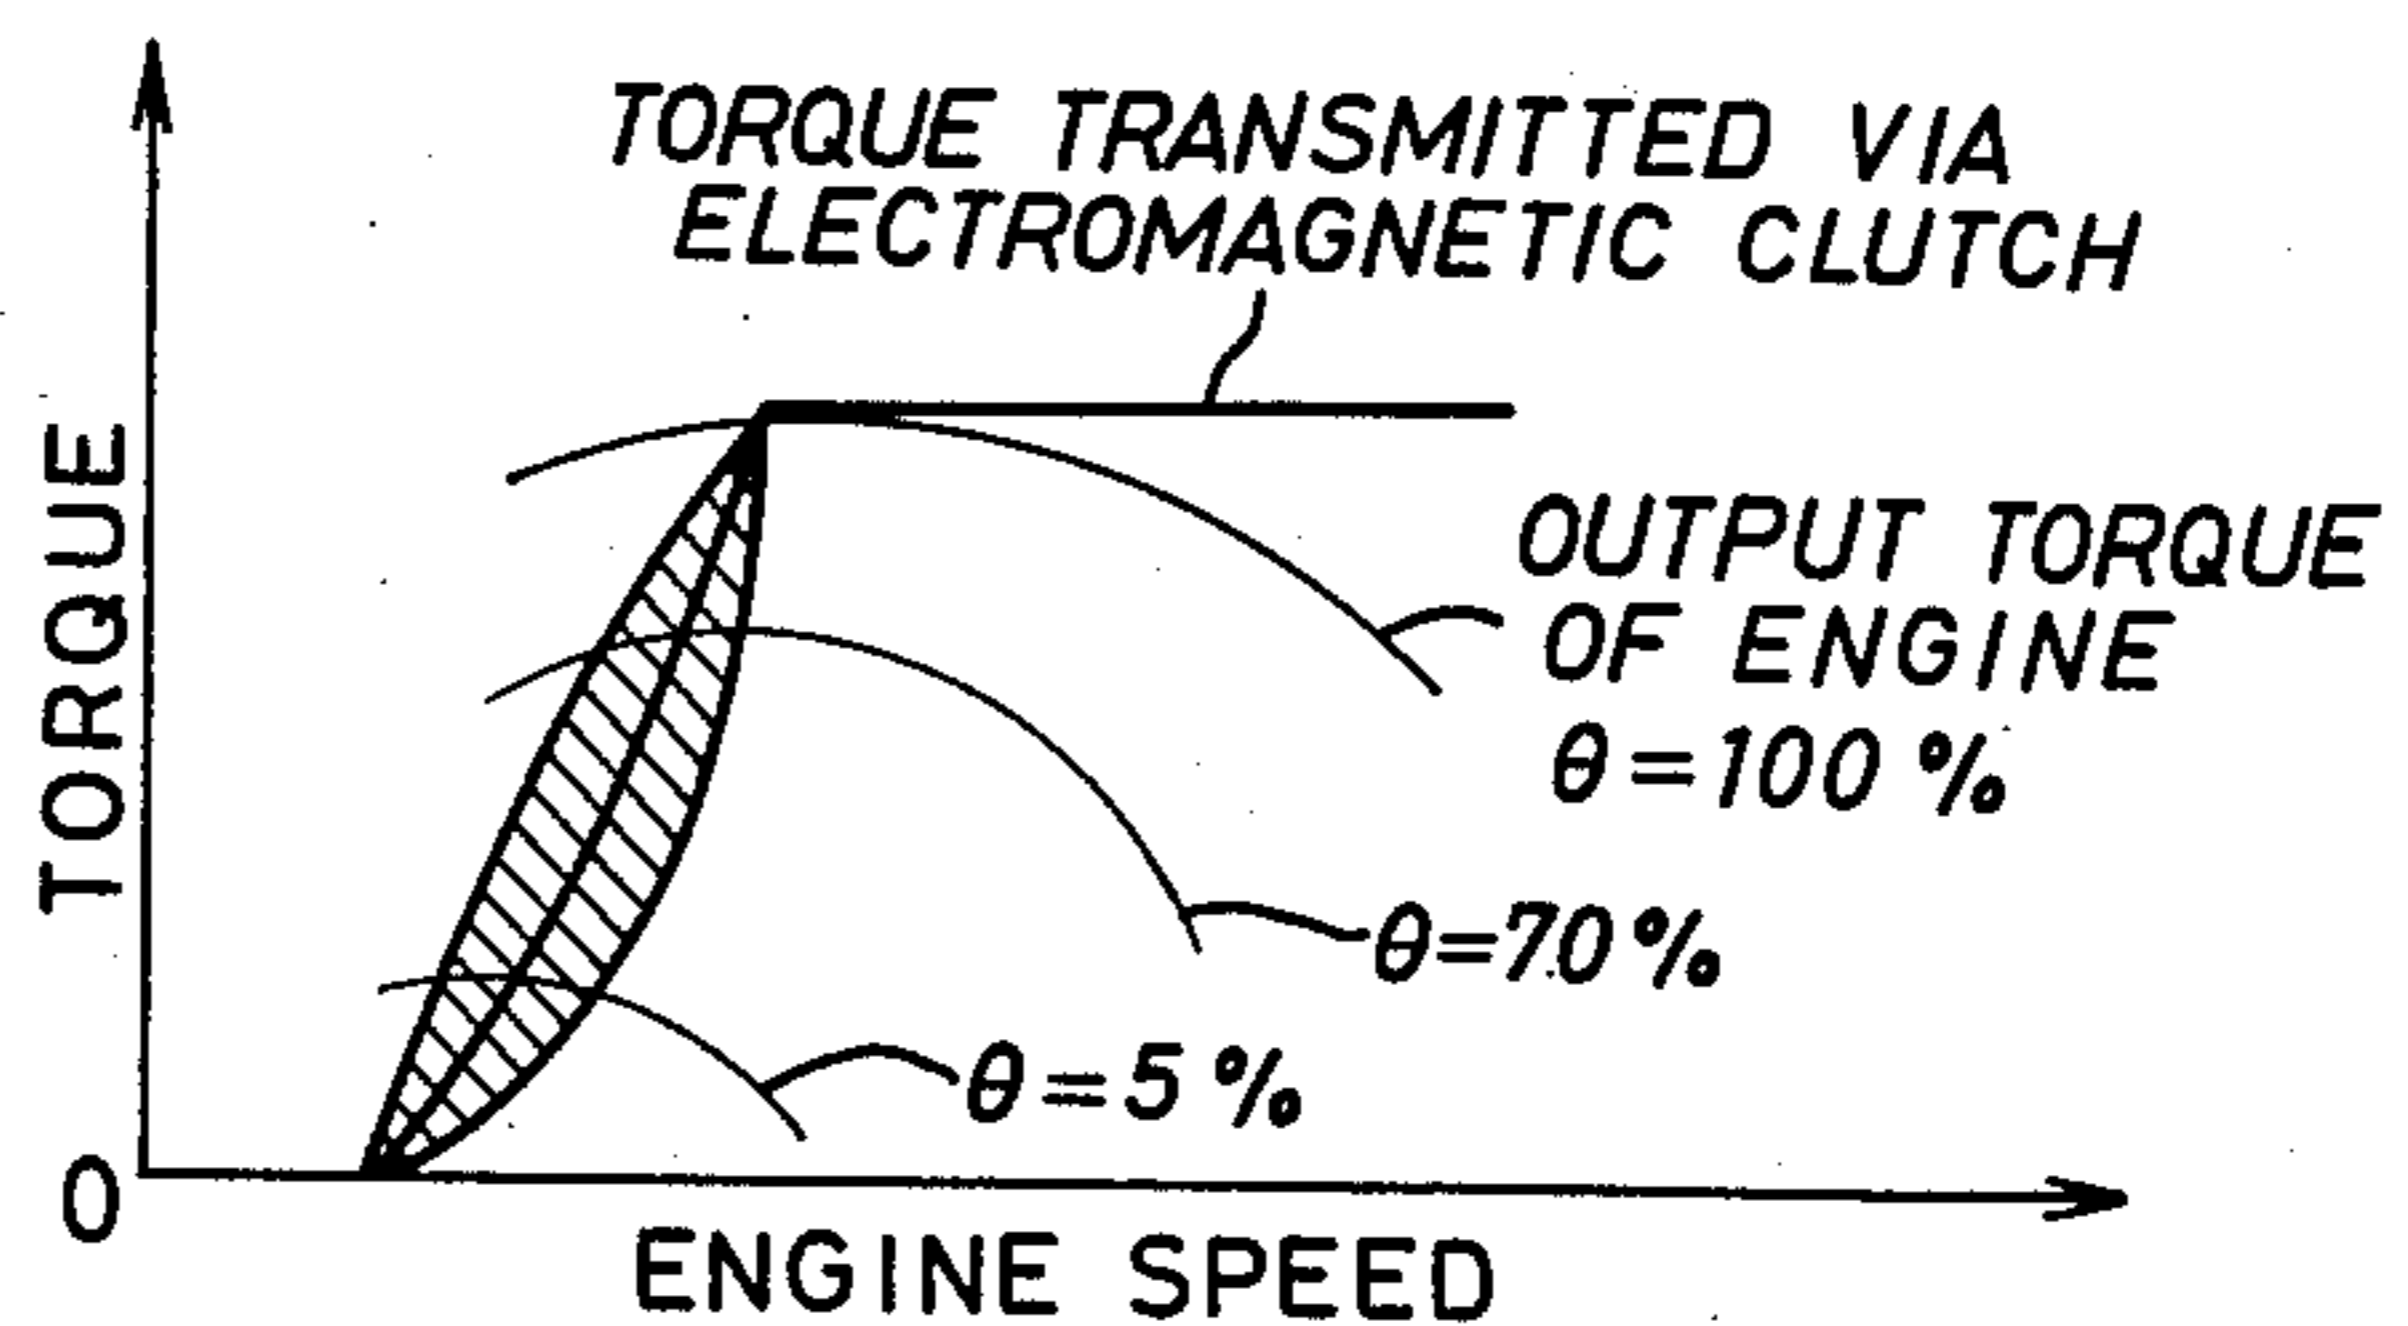 TORQUE TRANSMITTED VIA
ELECTROMAGNETIC CLUTCH
TORQUE
OUTPUT TORQUE
OF ENGINE
θ=100%
θ=70%
θ=5%
0
ENGINE SPEED